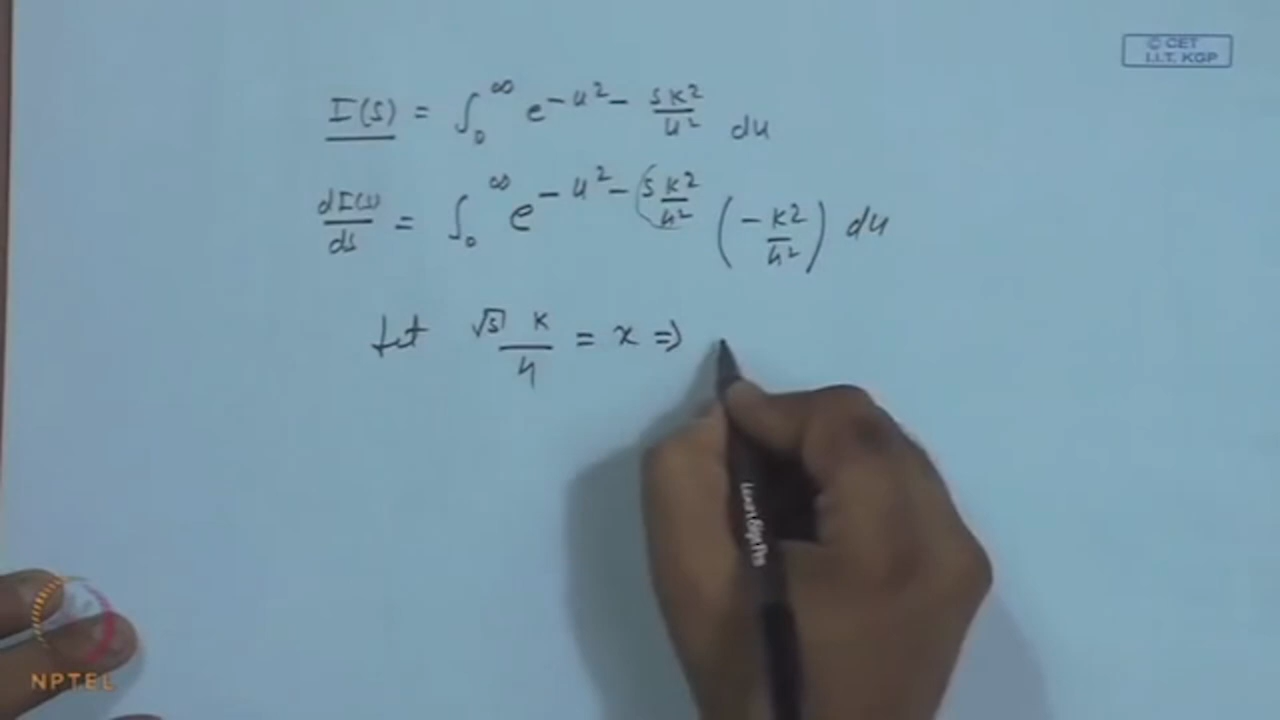 © CET
I.I.T. KGP
I(s) = ∫₀^∞ e^{-u² - sk²/u²} du
dI(s)/ds = ∫₀^∞ e^{-u² - sk²/u²} (-k²/u²) du
Let √s k / u = x ⇒
NPTEL